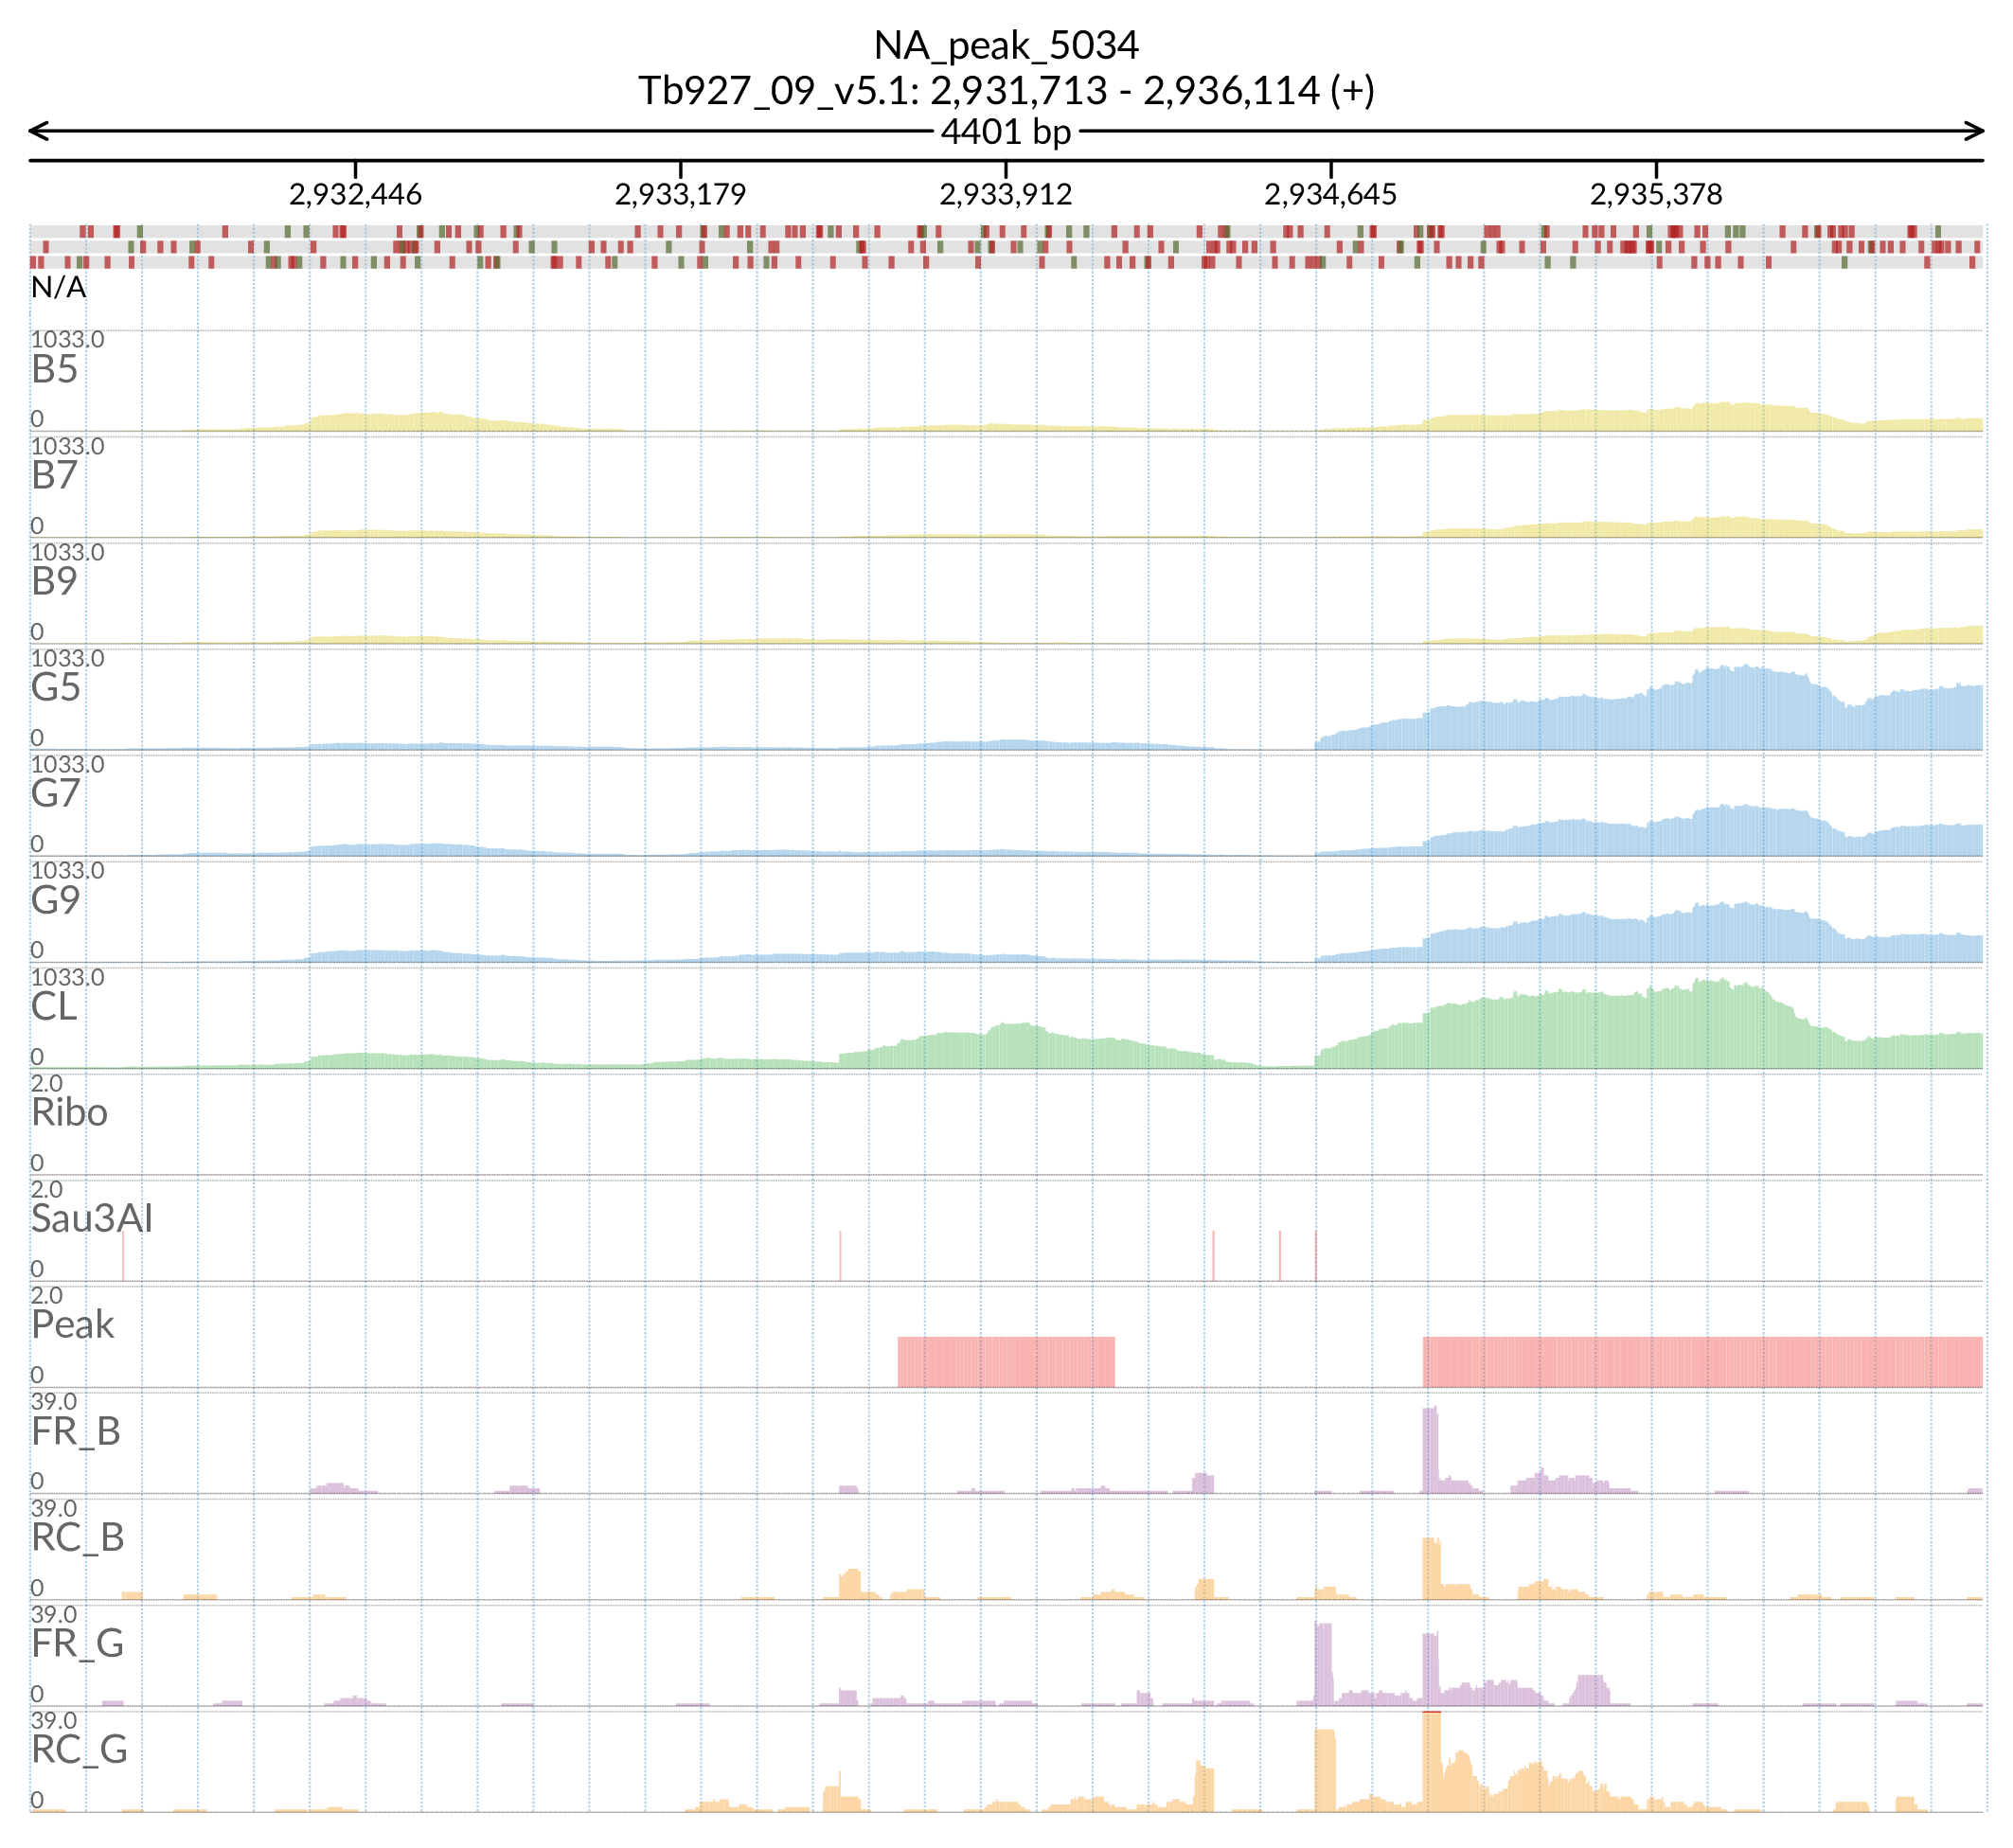 NA_peak_5034
Tb927_09_v5.1: 2,931,713 - 2,936,114 (+)
4401 bp
2,932,446 2,933,179 2,933,912 2,934,645 2,935,378
N/A
1033.0
B5
0
1033.0
B7
0
1033.0
B9
0
1033.0
G5
0
1033.0
G7
0
1033.0
G9
0
1033.0
CL
0
2.0
Ribo
0
2.0
Sau3AI
0
2.0
Peak
0
39.0
FR_B
0
39.0
RC_B
0
39.0
FR_G
0
39.0
RC_G
0